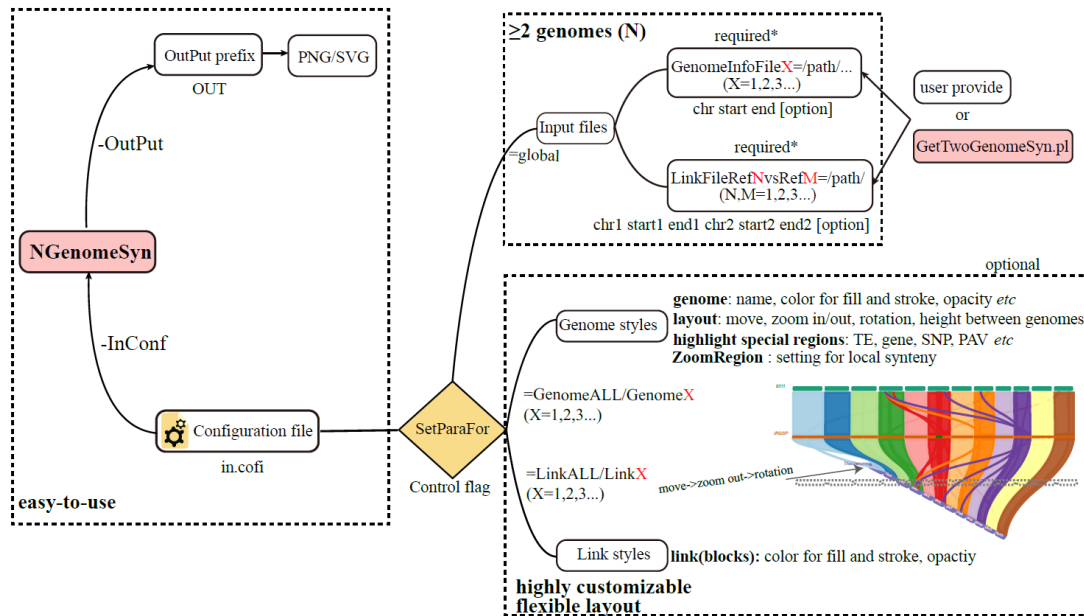 OutPut prefix
PNG/SVG
OUT
-OutPut
NGenomeSyn
-InConf
Configuration file
in.cofi
easy-to-use
SetParaFor
Control flag
≥2 genomes (N)
required*
GenomeInfoFileX=/path/...
(X=1,2,3...)
chr start end [option]
Input files
=global
required*
LinkFileRefNvsRefM=/path/
(N,M=1,2,3...)
chr1 start1 end1 chr2 start2 end2 [option]
user provide
or
GetTwoGenomeSyn.pl
optional
genome: name, color for fill and stroke, opacity etc
layout: move, zoom in/out, rotation, height between genomes
highlight special regions: TE, gene, SNP, PAV etc
ZoomRegion : setting for local synteny
Genome styles
=GenomeALL/GenomeX
(X=1,2,3...)
=LinkALL/LinkX
(X=1,2,3...)
move->zoom out->rotation
Link styles
link(blocks): color for fill and stroke, opactiy
highly customizable
flexible layout